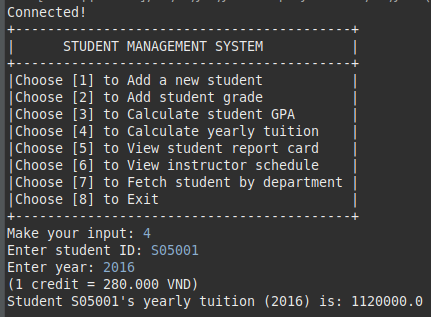 Connected!
+------------------------------------------+
|      STUDENT MANAGEMENT SYSTEM           |
+------------------------------------------+
|Choose [1] to Add a new student           |
|Choose [2] to Add student grade           |
|Choose [3] to Calculate student GPA       |
|Choose [4] to Calculate yearly tuition    |
|Choose [5] to View student report card    |
|Choose [6] to View instructor schedule    |
|Choose [7] to Fetch student by department |
|Choose [8] to Exit                        |
+------------------------------------------+
Make your input: 4
Enter student ID: S05001
Enter year: 2016
(1 credit = 280.000 VND)
Student S05001's yearly tuition (2016) is: 1120000.0